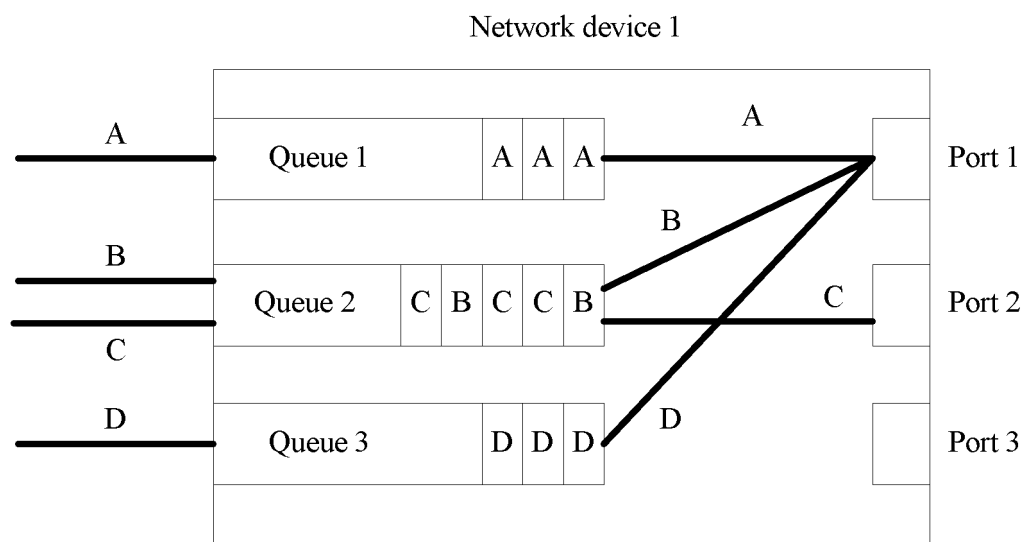 Network device 1
A
A
Queue 1 A A A
Port 1
B
B
Queue 2 C B C C B
C
Port 2
C
D
Queue 3 D D D
D
Port 3